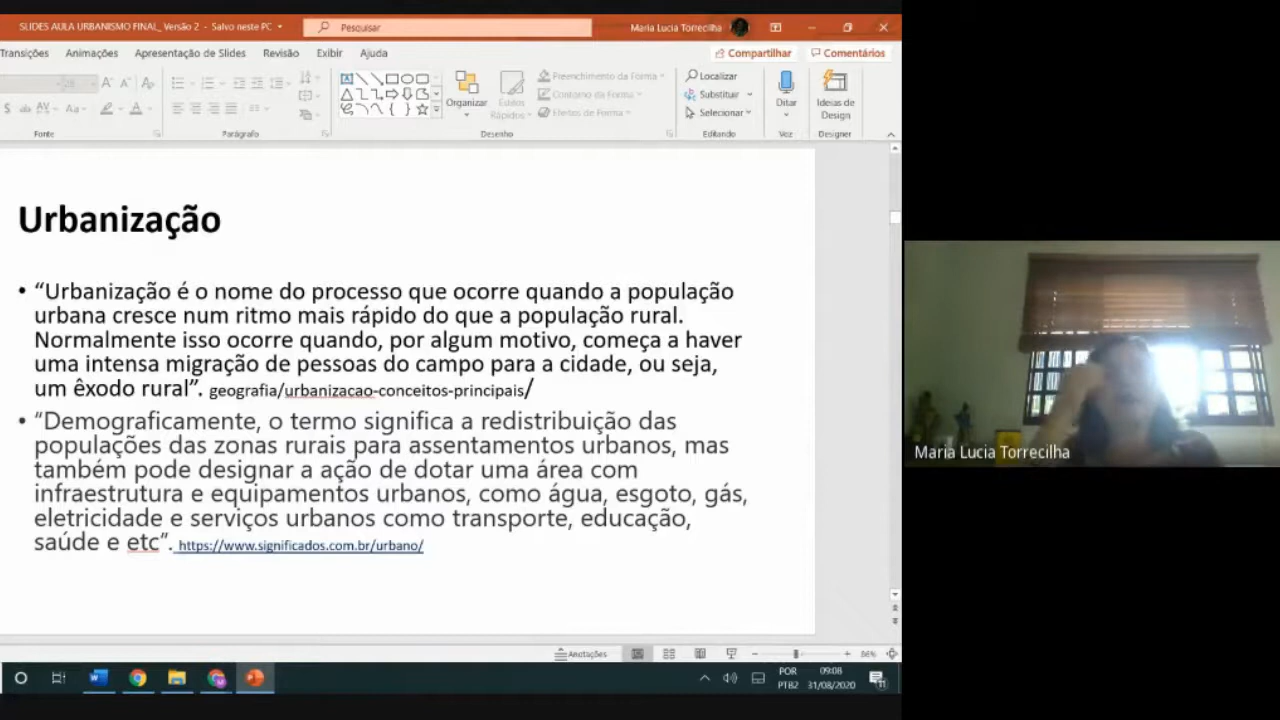 SLIDES AULA URBANISMO FINAL_ Versão 2 - Salvo neste PC
Pesquisar
Maria Lucia Torrecilha
Transições Animações Apresentação de Slides Revisão Exibir Ajuda
Compartilhar Comentários
Organizar
Estilos
Rápidos
Preenchimento da Forma
Contorno da Forma
Efeitos de Forma
Localizar
Substituir
Selecionar
Ditar
Ideias de
Design
Fonte Parágrafo Desenho Editando Voz Designer
Urbanização
• “Urbanização é o nome do processo que ocorre quando a população
urbana cresce num ritmo mais rápido do que a população rural.
Normalmente isso ocorre quando, por algum motivo, começa a haver
uma intensa migração de pessoas do campo para a cidade, ou seja,
um êxodo rural”. geografia/urbanizacao-conceitos-principais/
• “Demograficamente, o termo significa a redistribuição das
populações das zonas rurais para assentamentos urbanos, mas
também pode designar a ação de dotar uma área com
infraestrutura e equipamentos urbanos, como água, esgoto, gás,
eletricidade e serviços urbanos como transporte, educação,
saúde e etc”. https://www.significados.com.br/urbano/
Maria Lucia Torrecilha
Anotações
POR
PTB2
09:08
31/08/2020